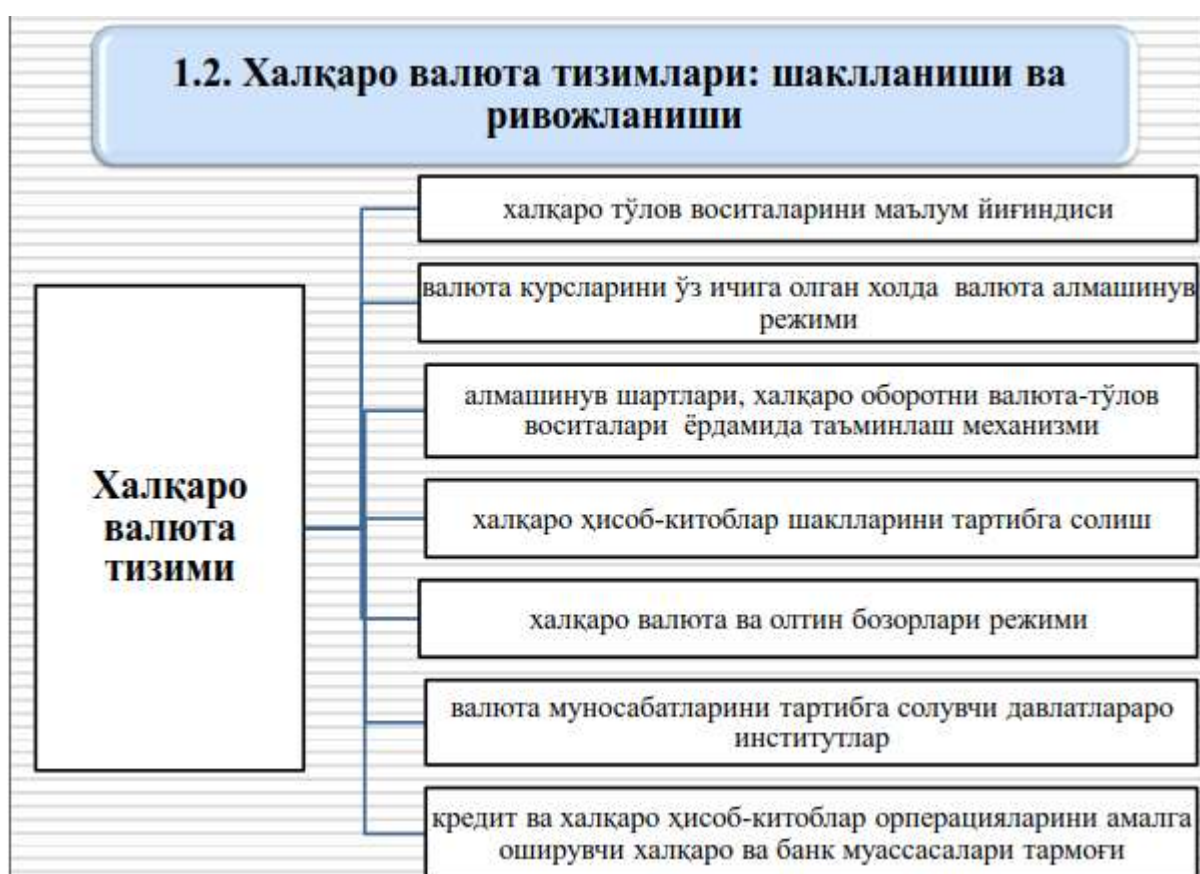 1.2. Халқаро валюта тизимлари: шаклланиши ва
ривожланиши
Халқаро
валюта
тизими
халқаро тўлов воситаларини маълум йиғиндиси
валюта курсларини ўз ичига олган холда валюта алмашинув
режими
алмашинув шартлари, халқаро оборотни валюта-тўлов
воситалари ёрдамида таъминлаш механизми
халқаро ҳисоб-китоблар шаклларини тартибга солиш
халқаро валюта ва олтин бозорлари режими
валюта муносабатларини тартибга солувчи давлатлараро
институтлар
кредит ва халқаро ҳисоб-китоблар орперацияларини амалга
оширувчи халқаро ва банк муассасалари тармоғи